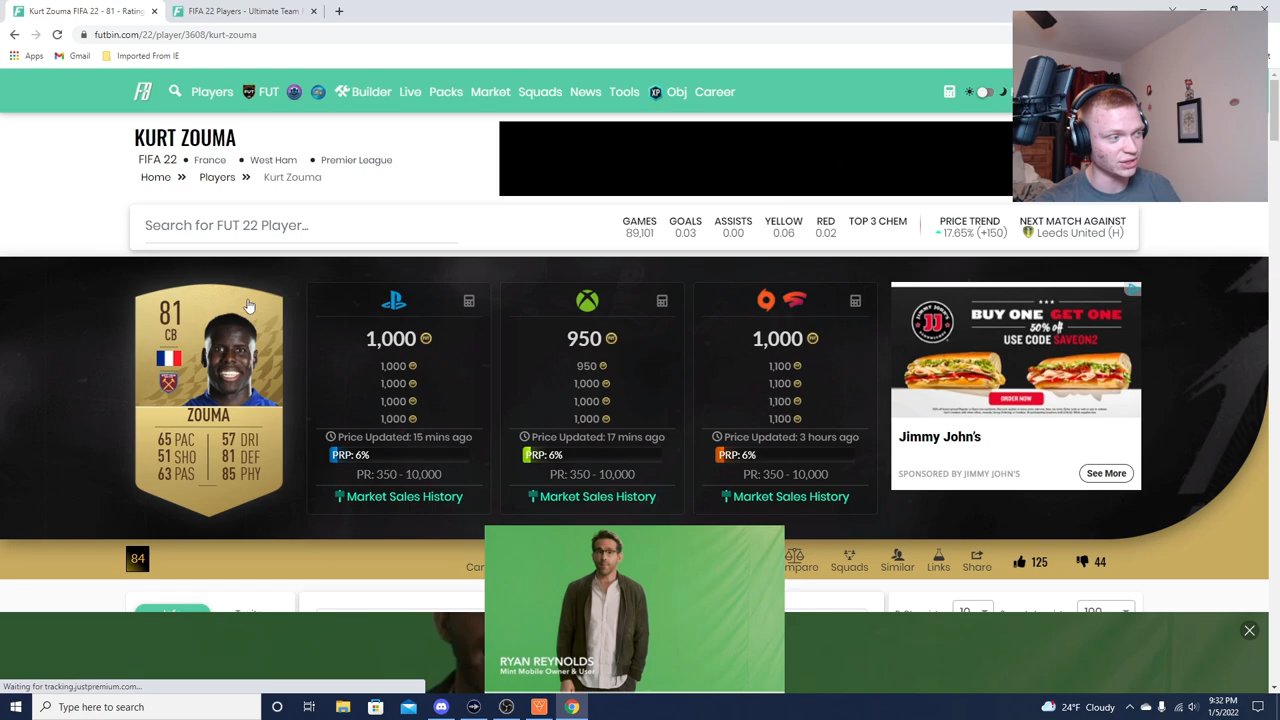 Kurt Zouma FIFA 22 - 81 - Rating
FIFA 22 Players - Ultimate Team
futbin.com/22/player/3608/kurt-zouma
Apps
Gmail
Imported From IE
Players
FUT
Builder
Live
Packs
Market
Squads
News
Tools
XP
Obj
Career
KURT ZOUMA
FIFA 22 • France • West Ham • Premier League
Home » Players » Kurt Zouma
Search for FUT 22 Player...
GAMES GOALS ASSISTS YELLOW RED TOP 3 CHEM PRICE TREND NEXT MATCH AGAINST
89,101 0.03 0.00 0.06 0.02 17.65% (+150) Leeds United (H)
81
CB
ZOUMA
65 PAC 57 DRI
51 SHO 81 DEF
63 PAS 85 PHY
1,000
1,000
1,000
1,000
1,000
Price Updated: 15 mins ago
PRP: 6%
PR: 350 - 10,000
Market Sales History
950
950
1,000
1,000
1,000
Price Updated: 17 mins ago
PRP: 6%
PR: 350 - 10,000
Market Sales History
1,000
1,100
1,100
1,100
1,100
Price Updated: 3 hours ago
PRP: 6%
PR: 350 - 10,000
Market Sales History
BUY ONE GET ONE
50% off
USE CODE SAVEON2
ORDER NOW
Jimmy John's
SPONSORED BY JIMMY JOHN'S
See More
84
Squads
Similar
Links
Share
125
44
RYAN REYNOLDS
Mint Mobile Owner & User
Waiting for tracking.justpremium.com...
Type here to search
24°F Cloudy
9:32 PM
1/5/2022